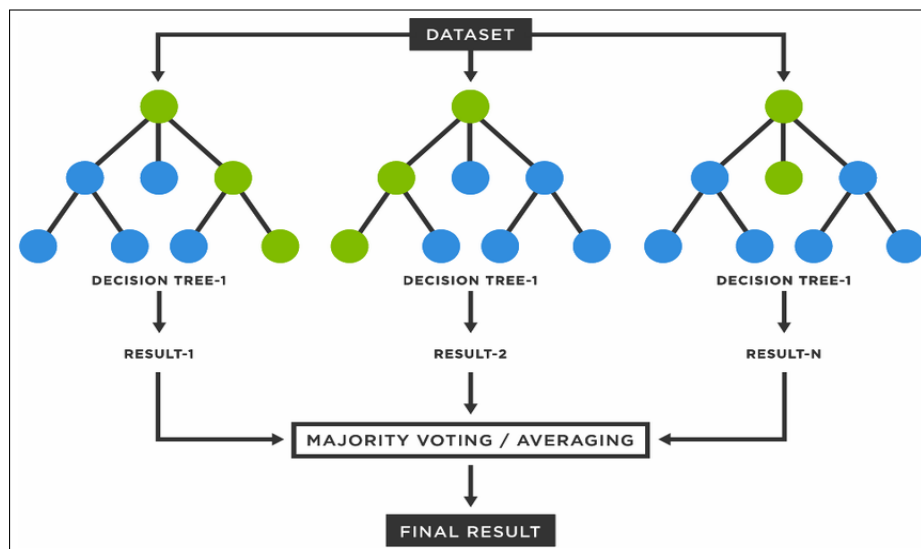 DATASET
DECISION TREE-1
DECISION TREE-1
DECISION TREE-1
RESULT-1
RESULT-2
RESULT-N
MAJORITY VOTING / AVERAGING
FINAL RESULT